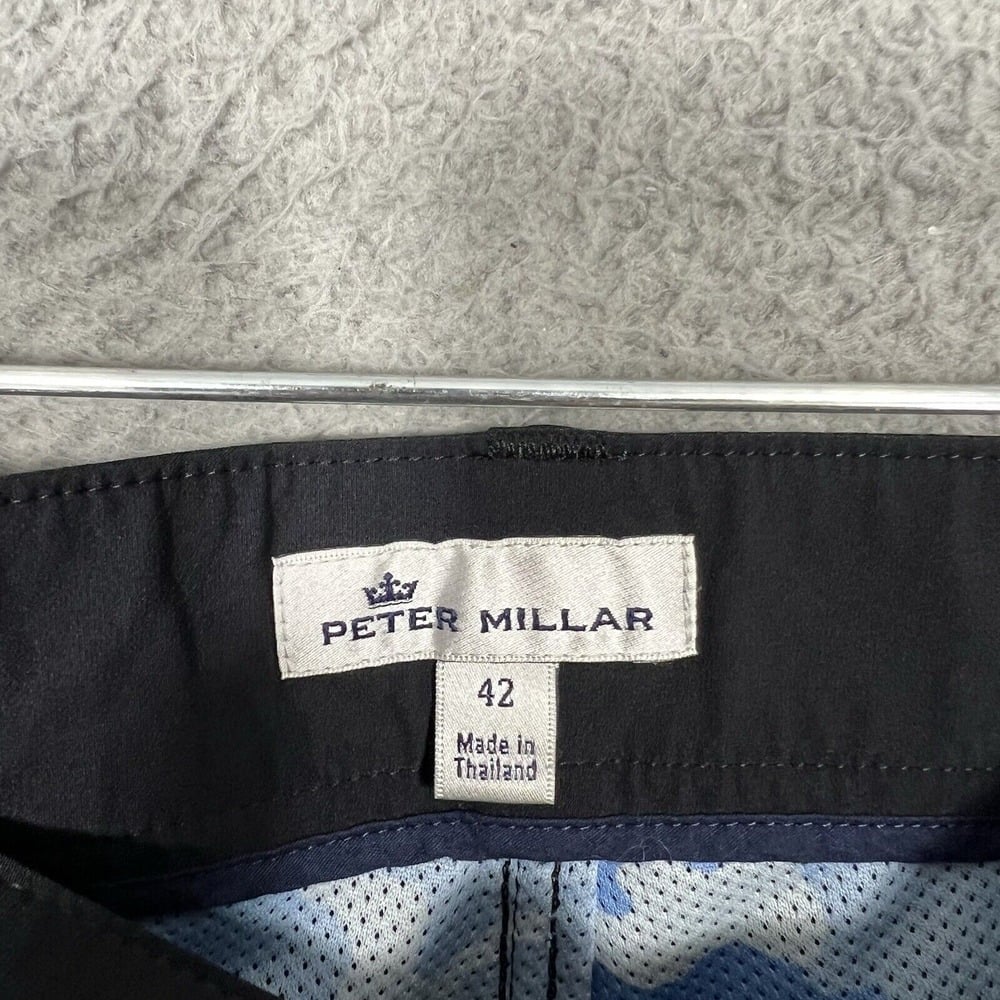 PETER MILLAR
42
Made in
Thailand